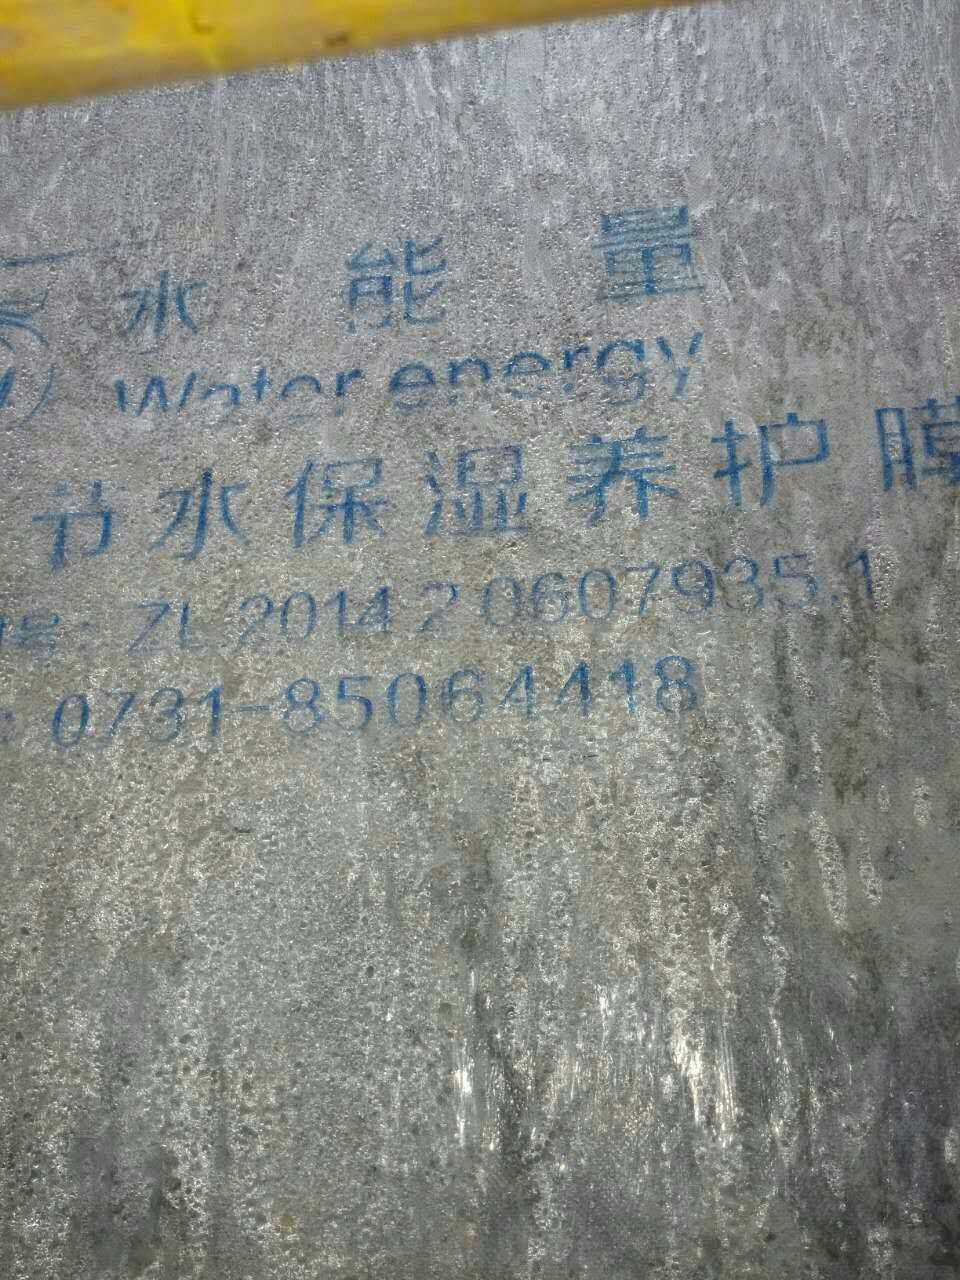 水能量
Water energy
节水保湿养护膜
号: ZL 2014 2 0607935.1
: 0731-85064418